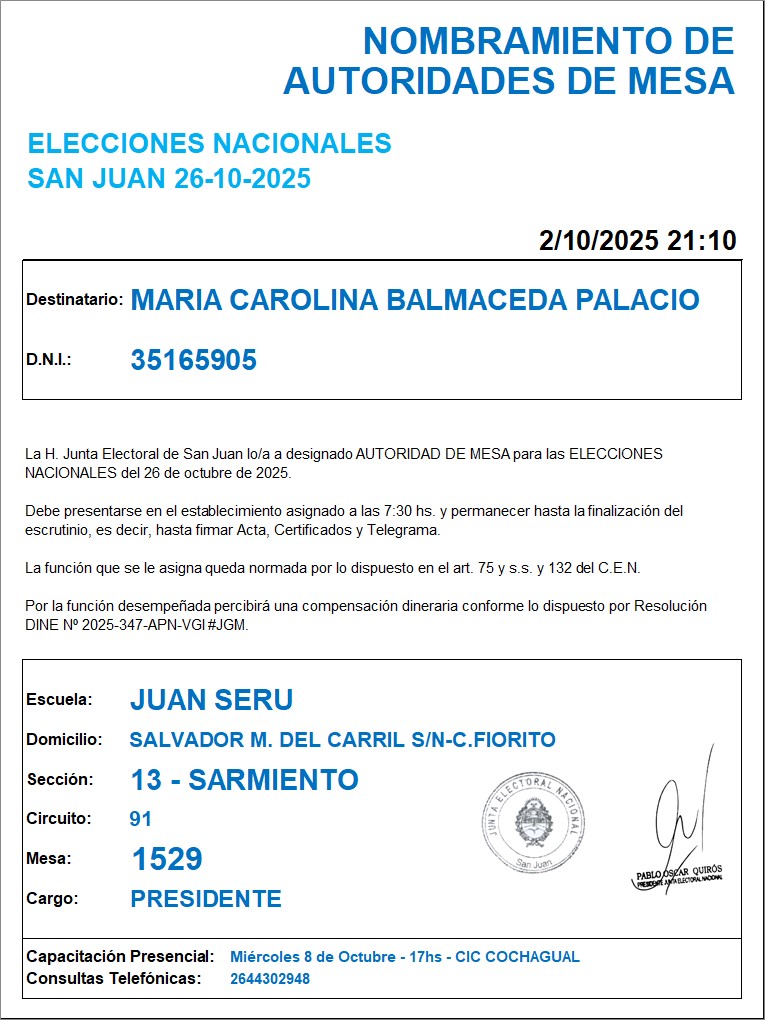 NOMBRAMIENTO DE
AUTORIDADES DE MESA
ELECCIONES NACIONALES
SAN JUAN 26-10-2025
2/10/2025 21:10
Destinatario: MARIA CAROLINA BALMACEDA PALACIO
D.N.I.: 35165905
La H. Junta Electoral de San Juan lo/a a designado AUTORIDAD DE MESA para las ELECCIONES
NACIONALES del 26 de octubre de 2025.
Debe presentarse en el establecimiento asignado a las 7:30 hs. y permanecer hasta la finalización del
escrutinio, es decir, hasta firmar Acta, Certificados y Telegrama.
La función que se le asigna queda normada por lo dispuesto en el art. 75 y s.s. y 132 del C.E.N.
Por la función desempeñada percibirá una compensación dineraria conforme lo dispuesto por Resolución
DINE Nº 2025-347-APN-VGI#JGM.
Escuela: JUAN SERU
Domicilio: SALVADOR M. DEL CARRIL S/N-C.FIORITO
Sección: 13 - SARMIENTO
Circuito: 91
Mesa: 1529
Cargo: PRESIDENTE
JUNTA ELECTORAL NACIONAL
San Juan
PABLO OSCAR QUIRÓS
PRESIDENTE JUNTA ELECTORAL NACIONAL
Capacitación Presencial: Miércoles 8 de Octubre - 17hs - CIC COCHAGUAL
Consultas Telefónicas: 2644302948